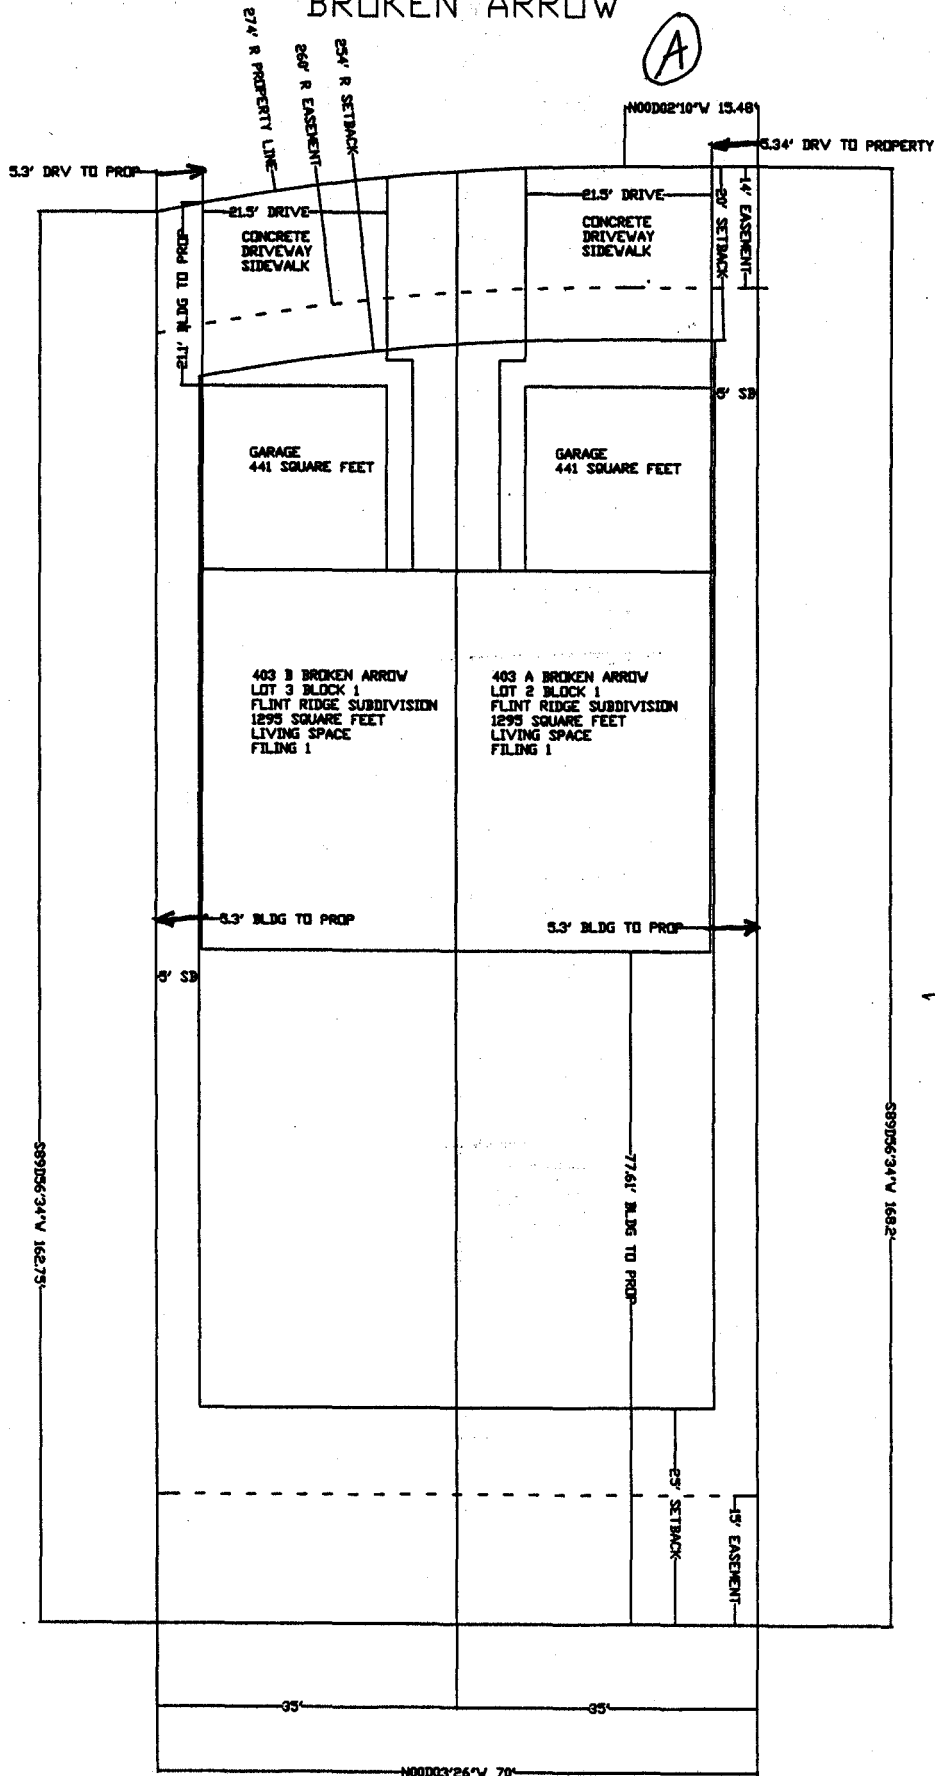 BROKEN ARROW
A
274' R PROPERTY LINE
260' R EASEMENT
254' R SETBACK
N00D02'10"W 15.48'
5.3' DRV TO PROP
5.34' DRV TO PROPERTY
21.5' DRIVE
CONCRETE
DRIVEWAY
SIDEWALK
21.5' DRIVE
CONCRETE
DRIVEWAY
SIDEWALK
20' SETBACK
14' EASEMENT
21.1' BLDG TO PROP
5' SB
GARAGE
441 SQUARE FEET
GARAGE
441 SQUARE FEET
403 B BROKEN ARROW
LOT 3 BLOCK 1
FLINT RIDGE SUBDIVISION
1295 SQUARE FEET
LIVING SPACE
FILING 1
403 A BROKEN ARROW
LOT 2 BLOCK 1
FLINT RIDGE SUBDIVISION
1295 SQUARE FEET
LIVING SPACE
FILING 1
5.3' BLDG TO PROP
5.3' BLDG TO PROP
5' SB
S89D56'34"W 162.75'
77.61' BLDG TO PROP
S89D56'34"W 168.2'
25' SETBACK
15' EASEMENT
35'
35'
N00D03'26"W 70'